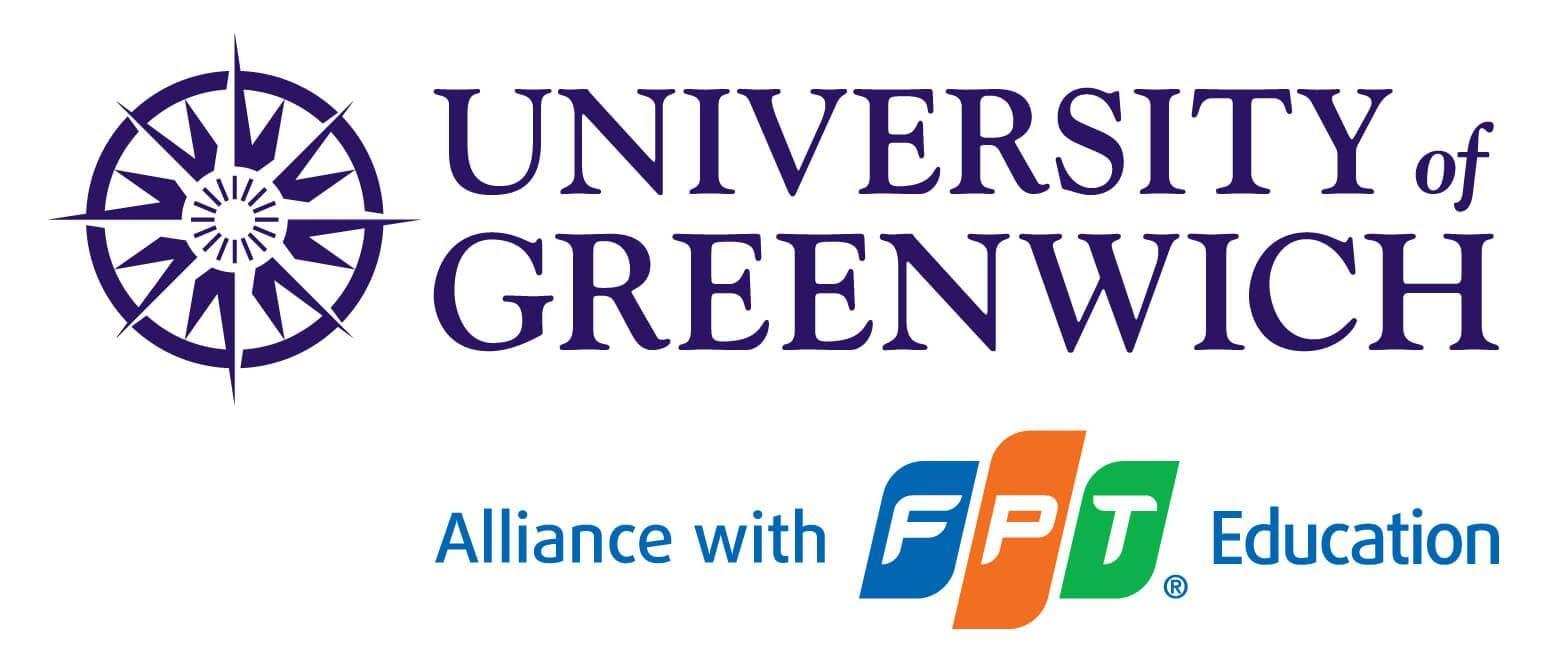 UNIVERSITY of
GREENWICH
Alliance with FPT® Education